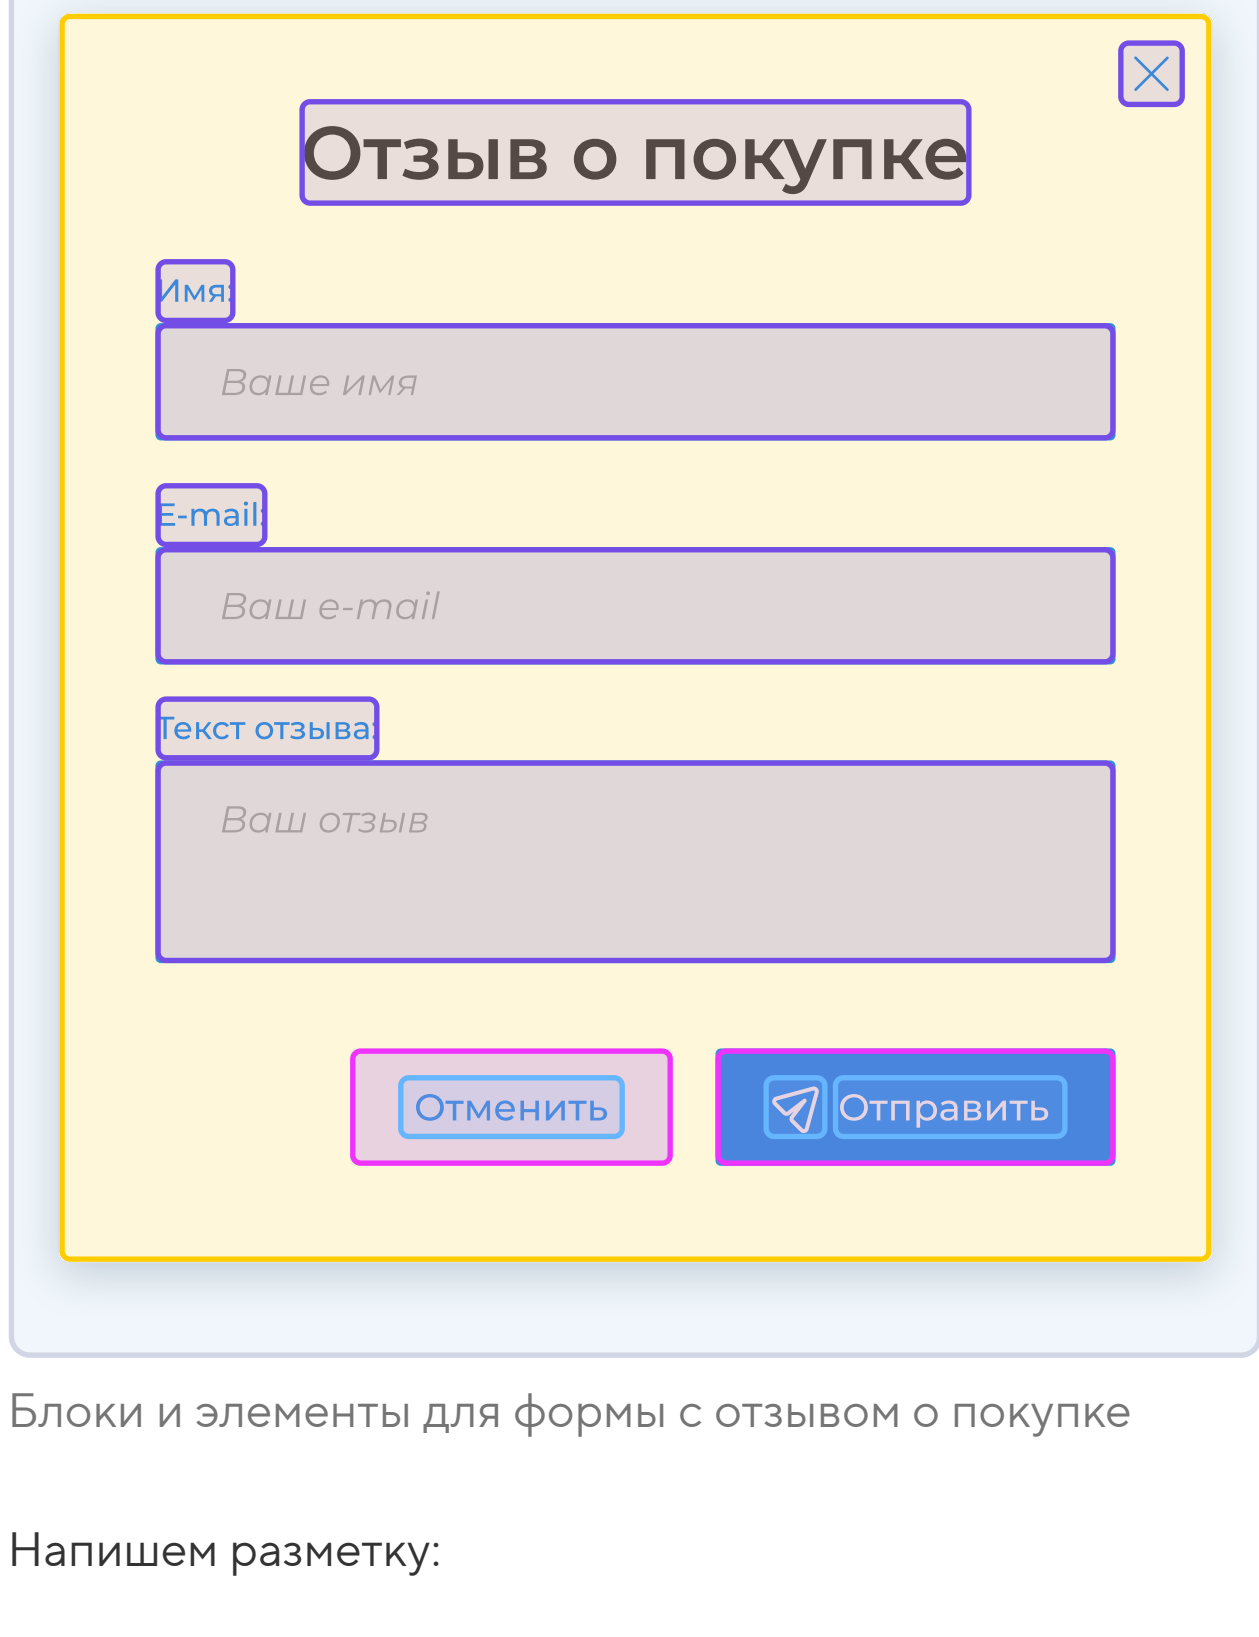 Отзыв о покупке
Имя:
Ваше имя
E-mail:
Ваш e-mail
Текст отзыва:
Ваш отзыв
Отменить
Отправить
Блоки и элементы для формы с отзывом о покупке
Напишем разметку: